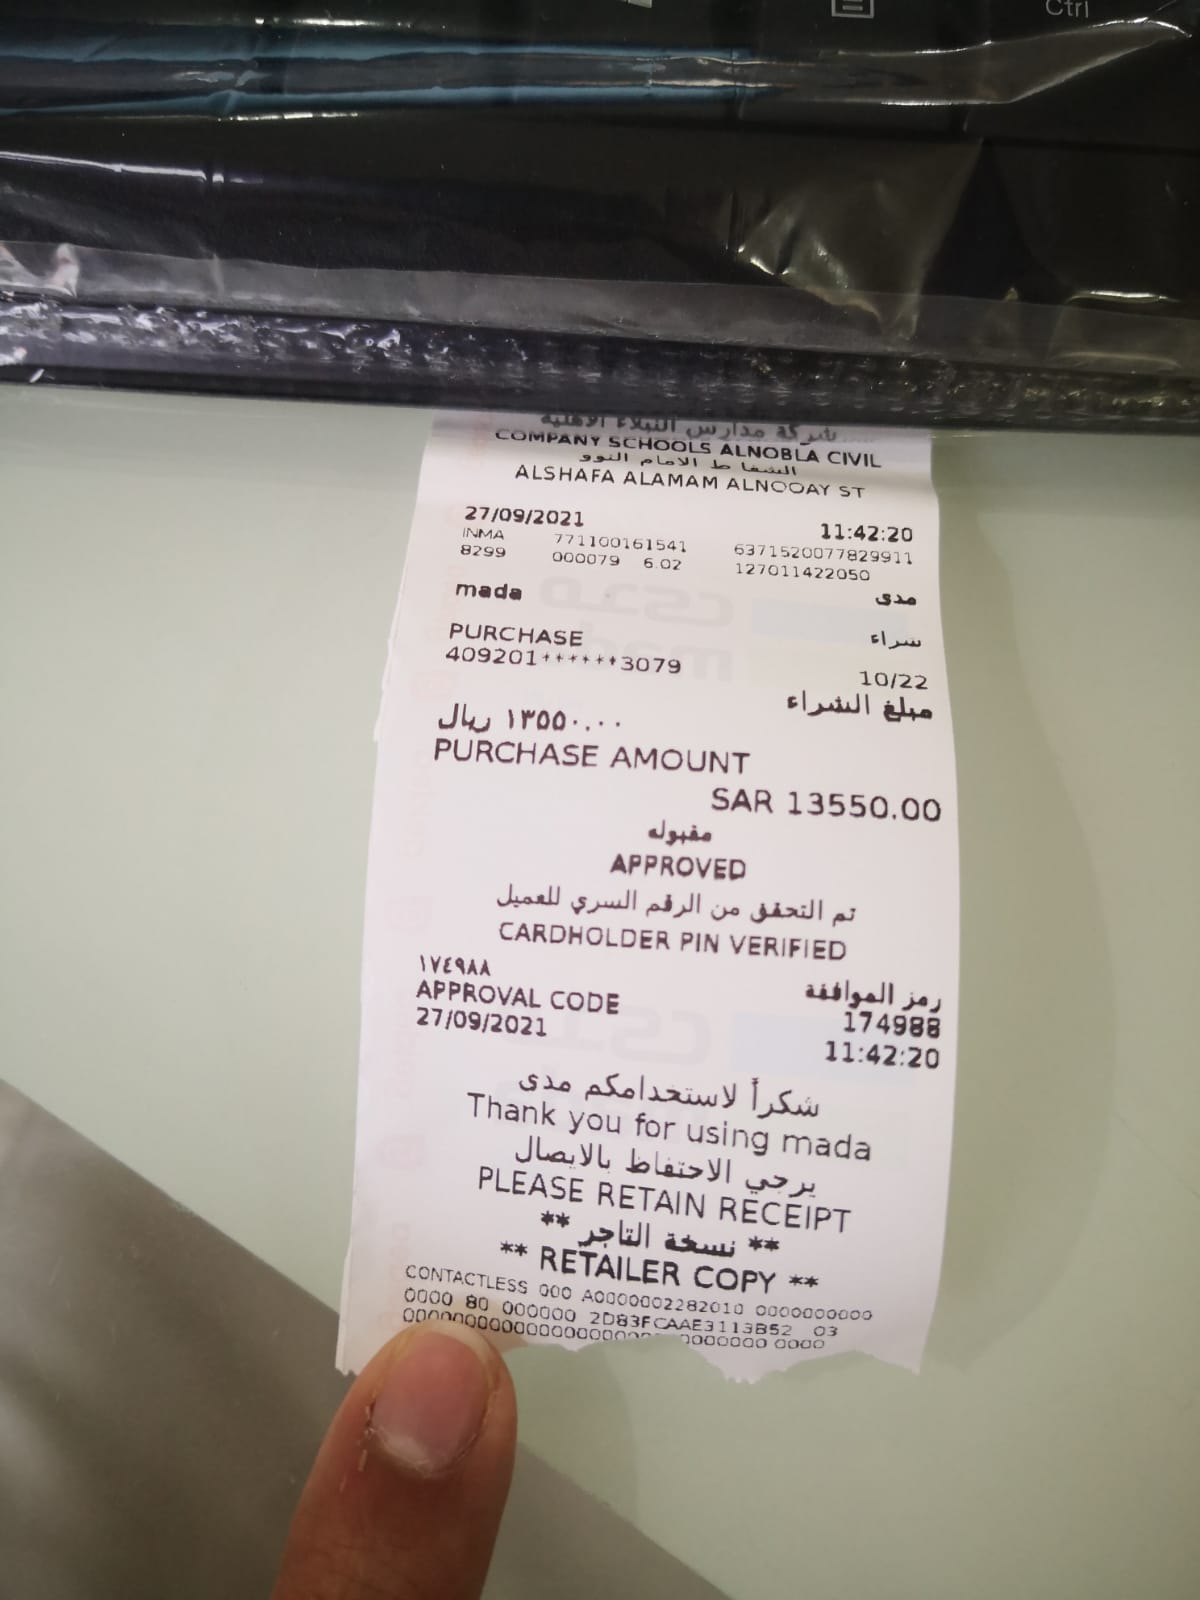 Ctrl
شركة مدارس النبلاء الاهلية
COMPANY SCHOOLS ALNOBLA CIVIL
الشفا ط الامام النوو
ALSHAFA ALAMAM ALNOOAY ST
27/09/2021 11:42:20
INMA 771100161541 6371520077829911
8299 000079 6.02 127011422050
mada مدى
PURCHASE شراء
409201******3079 10/22
مبلغ الشراء
١٣٥٥٠.٠٠ ريال
PURCHASE AMOUNT
SAR 13550.00
مقبوله
APPROVED
تم التحقق من الرقم السري للعميل
CARDHOLDER PIN VERIFIED
١٧٤٩٨٨ رمز الموافقة
APPROVAL CODE 174988
27/09/2021 11:42:20
شكراً لاستخدامكم مدى
Thank you for using mada
يرجي الاحتفاظ بالايصال
PLEASE RETAIN RECEIPT
** نسخة التاجر **
** RETAILER COPY **
CONTACTLESS 000 A0000002282010 0000000000
0000 80 000000 2D83FCAAE3113B52 03
0000